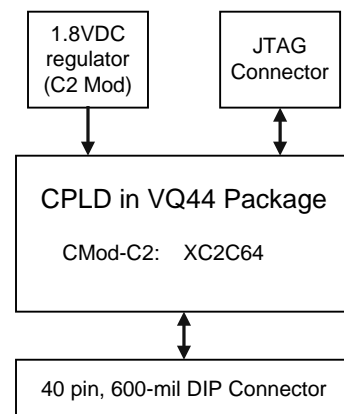 1.8VDC
regulator
(C2 Mod)
JTAG
Connector
CPLD in VQ44 Package
CMod-C2: XC2C64
40 pin, 600-mil DIP Connector